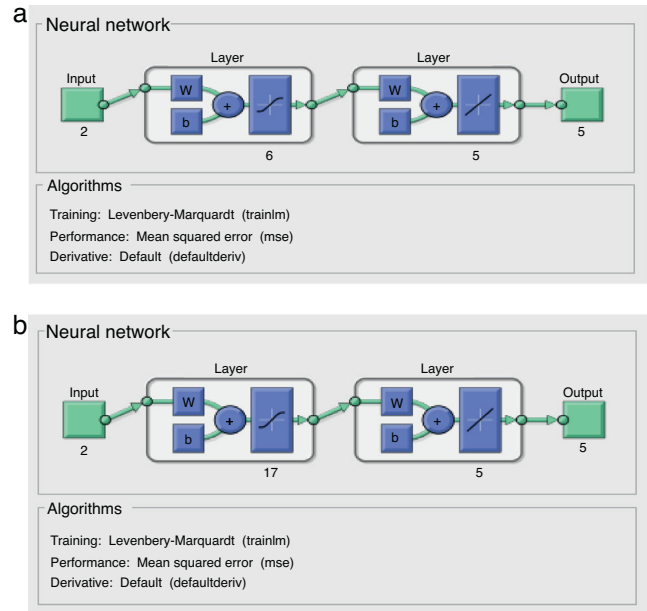 a
Neural network
Layer Layer
Input Output
W W
+ +
b b
2 5
6 5
Algorithms
Training: Levenbery-Marquardt (trainlm)
Performance: Mean squared error (mse)
Derivative: Default (defaultderiv)
b
Neural network
Layer Layer
Input Output
W W
+ +
b b
2 5
17 5
Algorithms
Training: Levenbery-Marquardt (trainlm)
Performance: Mean squared error (mse)
Derivative: Default (defaultderiv)